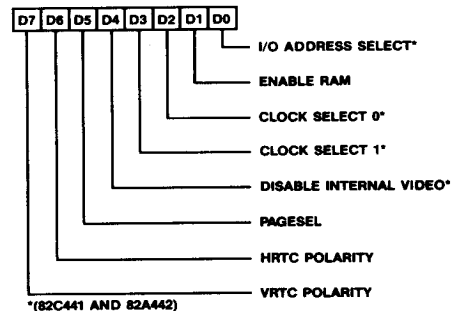 D7 D6 D5 D4 D3 D2 D1 D0
I/O ADDRESS SELECT*
ENABLE RAM
CLOCK SELECT 0*
CLOCK SELECT 1*
DISABLE INTERNAL VIDEO*
PAGESEL
HRTC POLARITY
VRTC POLARITY
*(82C441 AND 82A442)